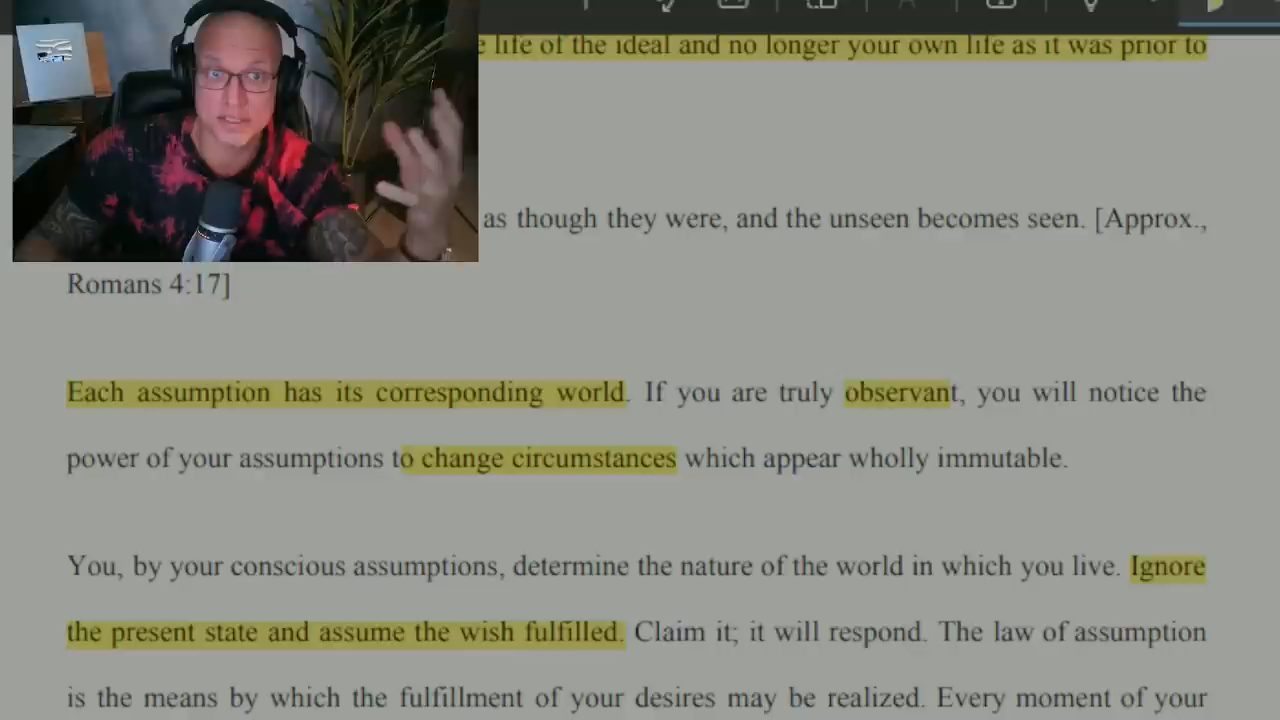 e life of the ideal and no longer your own life as it was prior to
as though they were, and the unseen becomes seen. [Approx.,
Romans 4:17]
Each assumption has its corresponding world. If you are truly observant, you will notice the
power of your assumptions to change circumstances which appear wholly immutable.
You, by your conscious assumptions, determine the nature of the world in which you live. Ignore
the present state and assume the wish fulfilled. Claim it; it will respond. The law of assumption
is the means by which the fulfillment of your desires may be realized. Every moment of your